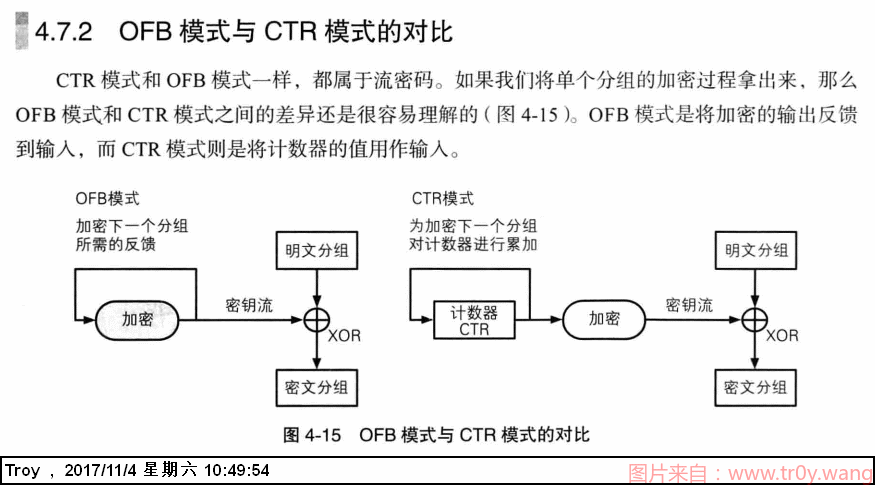 4.7.2 OFB 模式与 CTR 模式的对比
CTR 模式和 OFB 模式一样，都属于流密码。如果我们将单个分组的加密过程拿出来，那么
OFB 模式和 CTR 模式之间的差异还是很容易理解的（图 4-15）。OFB 模式是将加密的输出反馈
到输入，而 CTR 模式则是将计数器的值用作输入。
OFB模式
加密下一个分组
所需的反馈
明文分组
加密
密钥流
XOR
密文分组
CTR模式
为加密下一个分组
对计数器进行累加
明文分组
计数器
CTR
加密
密钥流
XOR
密文分组
图 4-15 OFB 模式与 CTR 模式的对比
Troy , 2017/11/4 星期六 10:49:54
图片来自：www.tr0y.wang